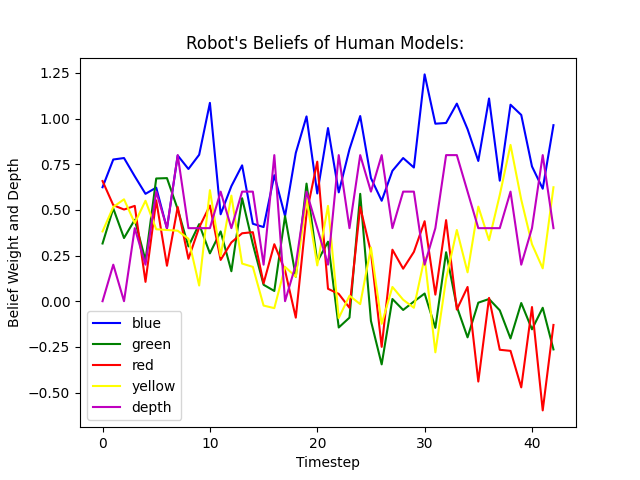 Robot's Beliefs of Human Models:
Belief Weight and Depth
1.25
1.00
0.75
0.50
0.25
0.00
−0.25
−0.50
blue
green
red
yellow
depth
0 10 20 30 40
Timestep